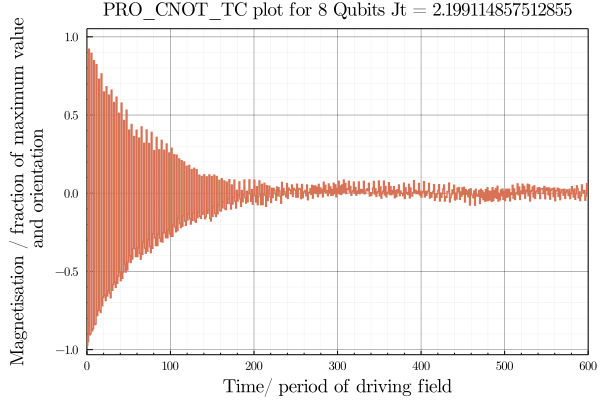 PRO_CNOT_TC plot for 8 Qubits Jt = 2.199114857512855
Magnetisation / fraction of maximum value
and orientation
1.0
0.5
0.0
−0.5
−1.0
0 100 200 300 400 500 600
Time/ period of driving field